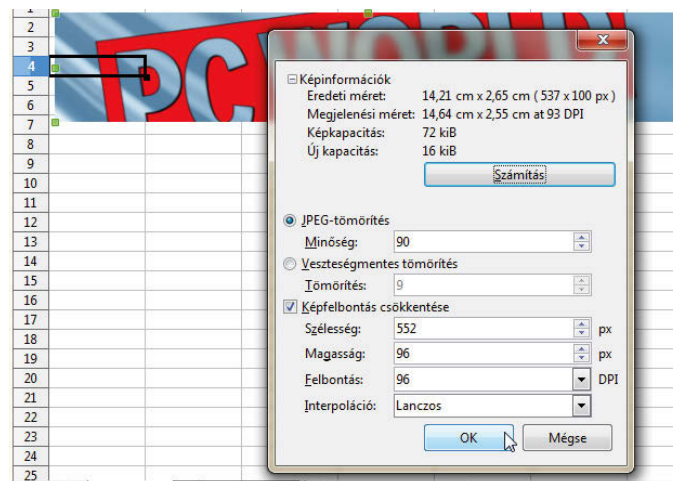 1
2
3
4
5
6
7
8
9
10
11
12
13
14
15
16
17
18
19
20
21
22
23
24
25
PC WORLD
Képinformációk
Eredeti méret: 14,21 cm x 2,65 cm ( 537 x 100 px )
Megjelenési méret: 14,64 cm x 2,55 cm at 93 DPI
Képkapacitás: 72 kiB
Új kapacitás: 16 kiB
Számítás
JPEG-tömörítés
Minőség: 90
Veszteségmentes tömörítés
Tömörítés: 9
Képfelbontás csökkentése
Szélesség: 552 px
Magasság: 96 px
Felbontás: 96 DPI
Interpoláció: Lanczos
OK Mégse